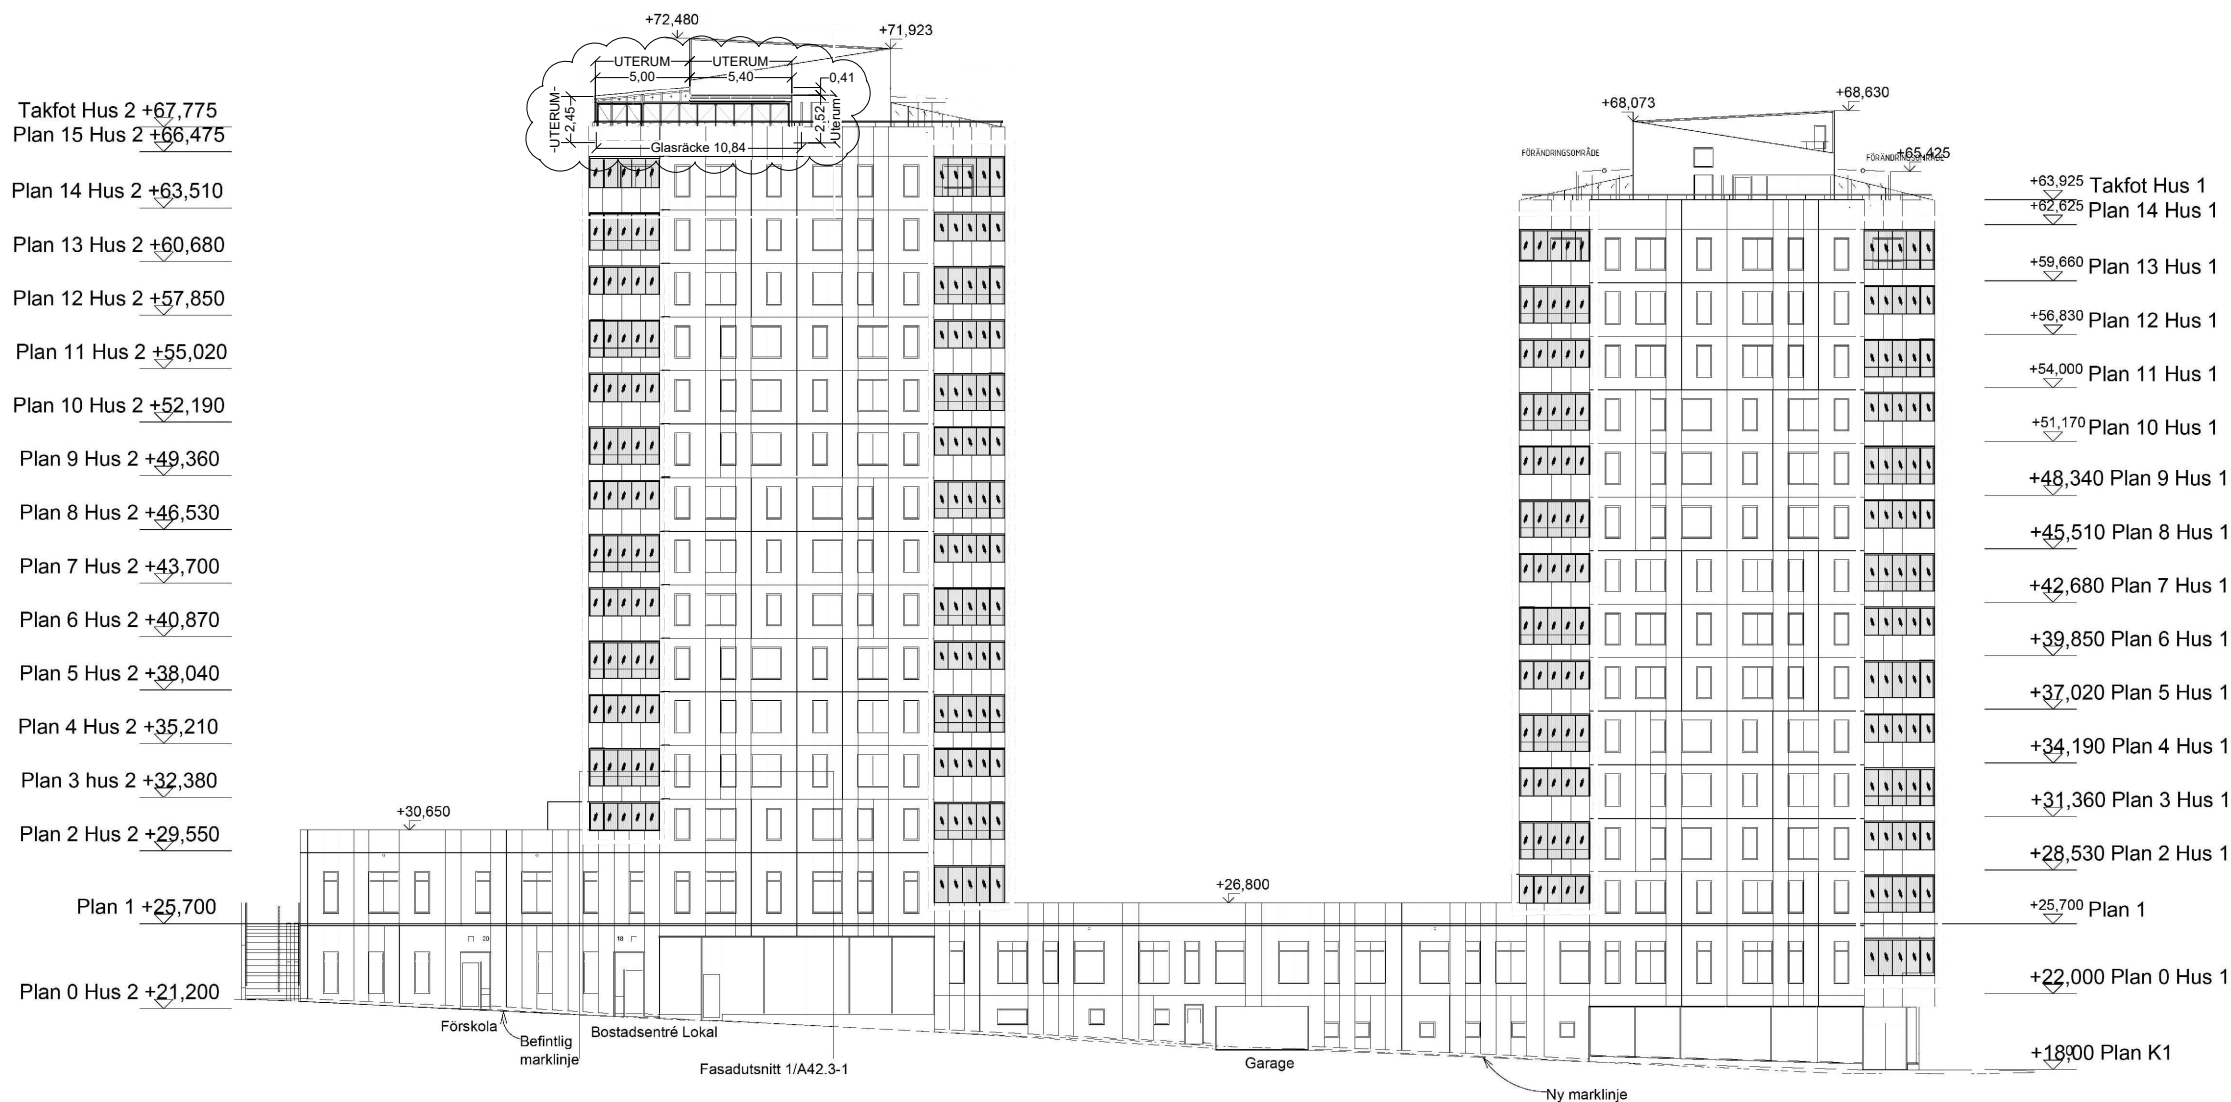 +72,480
+71,923
UTERUM
UTERUM
5,00
5,40
0,41
-UTERUM-
2,45
2,52
Uterum
Glasräcke 10,84
Takfot Hus 2 +67,775
Plan 15 Hus 2 +66,475
Plan 14 Hus 2 +63,510
Plan 13 Hus 2 +60,680
Plan 12 Hus 2 +57,850
Plan 11 Hus 2 +55,020
Plan 10 Hus 2 +52,190
Plan 9 Hus 2 +49,360
Plan 8 Hus 2 +46,530
Plan 7 Hus 2 +43,700
Plan 6 Hus 2 +40,870
Plan 5 Hus 2 +38,040
Plan 4 Hus 2 +35,210
Plan 3 hus 2 +32,380
Plan 2 Hus 2 +29,550
Plan 1 +25,700
Plan 0 Hus 2 +21,200
+30,650
20
18
Förskola
Befintlig
marklinje
Bostadsentré Lokal
Fasadutsnitt 1/A42.3-1
+26,800
Garage
Ny marklinje
+68,073
+68,630
FÖRÄNDRINGSOMRÅDE
FÖRÄNDRINGSOMRÅDE
+65,425
+63,925 Takfot Hus 1
+62,625 Plan 14 Hus 1
+59,660 Plan 13 Hus 1
+56,830 Plan 12 Hus 1
+54,000 Plan 11 Hus 1
+51,170 Plan 10 Hus 1
+48,340 Plan 9 Hus 1
+45,510 Plan 8 Hus 1
+42,680 Plan 7 Hus 1
+39,850 Plan 6 Hus 1
+37,020 Plan 5 Hus 1
+34,190 Plan 4 Hus 1
+31,360 Plan 3 Hus 1
+28,530 Plan 2 Hus 1
+25,700 Plan 1
+22,000 Plan 0 Hus 1
Plan K1